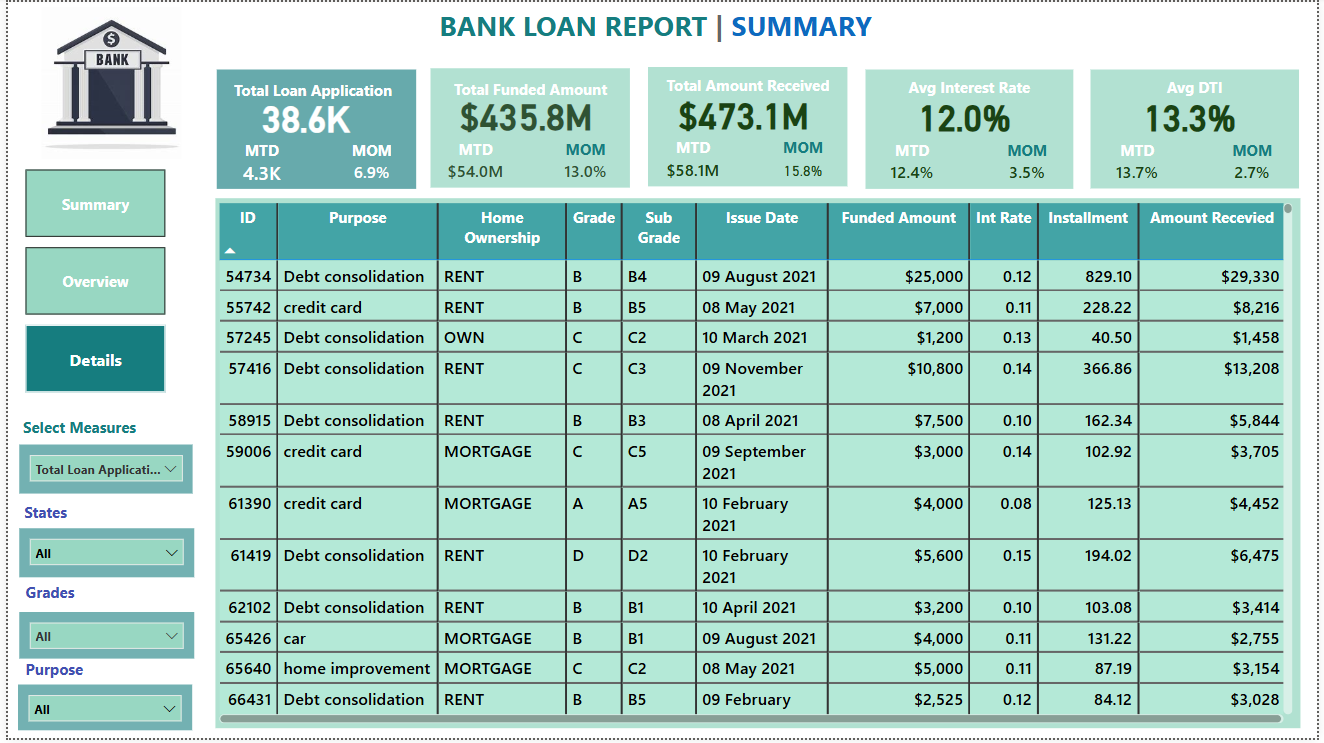 BANK LOAN REPORT | SUMMARY
$
BANK
Total Loan Application
38.6K
MTD MOM
4.3K 6.9%
Total Funded Amount
$435.8M
MTD MOM
$54.0M 13.0%
Total Amount Received
$473.1M
MTD MOM
$58.1M 15.8%
Avg Interest Rate
12.0%
MTD MOM
12.4% 3.5%
Avg DTI
13.3%
MTD MOM
13.7% 2.7%
Summary
Overview
Details
Select Measures
Total Loan Applicati...
States
All
Grades
All
Purpose
All
ID Purpose Home Grade Sub Issue Date Funded Amount Int Rate Installment Amount Recevied
Ownership Grade
54734 Debt consolidation RENT B B4 09 August 2021 $25,000 0.12 829.10 $29,330
55742 credit card RENT B B5 08 May 2021 $7,000 0.11 228.22 $8,216
57245 Debt consolidation OWN C C2 10 March 2021 $1,200 0.13 40.50 $1,458
57416 Debt consolidation RENT C C3 09 November $10,800 0.14 366.86 $13,208
2021
58915 Debt consolidation RENT B B3 08 April 2021 $7,500 0.10 162.34 $5,844
59006 credit card MORTGAGE C C5 09 September $3,000 0.14 102.92 $3,705
2021
61390 credit card MORTGAGE A A5 10 February $4,000 0.08 125.13 $4,452
2021
61419 Debt consolidation RENT D D2 10 February $5,600 0.15 194.02 $6,475
2021
62102 Debt consolidation RENT B B1 10 April 2021 $3,200 0.10 103.08 $3,414
65426 car MORTGAGE B B1 09 August 2021 $4,000 0.11 131.22 $2,755
65640 home improvement MORTGAGE C C2 08 May 2021 $5,000 0.11 87.19 $3,154
66431 Debt consolidation RENT B B5 09 February $2,525 0.12 84.12 $3,028